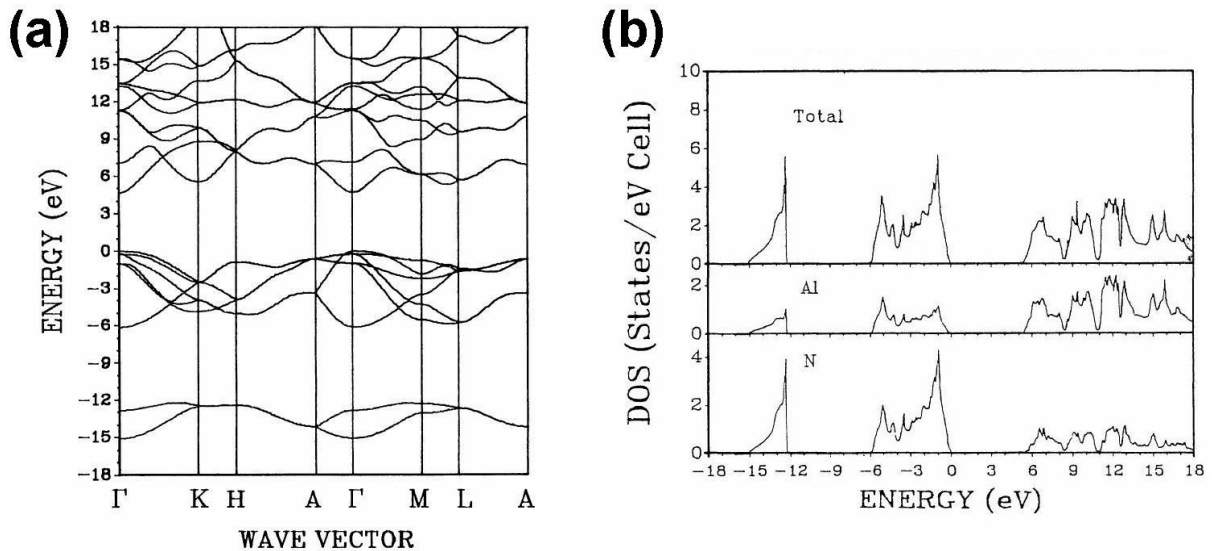 (a)
18
15
12
9
6
3
0
-3
-6
-9
-12
-15
-18
ENERGY (eV)
Γ K H A Γ M L A
WAVE VECTOR
(b)
10
8
6
4
2
0
Total
2
0
Al
4
2
0
N
DOS (States/eV Cell)
-18 -15 -12 -9 -6 -3 0 3 6 9 12 15 18
ENERGY (eV)